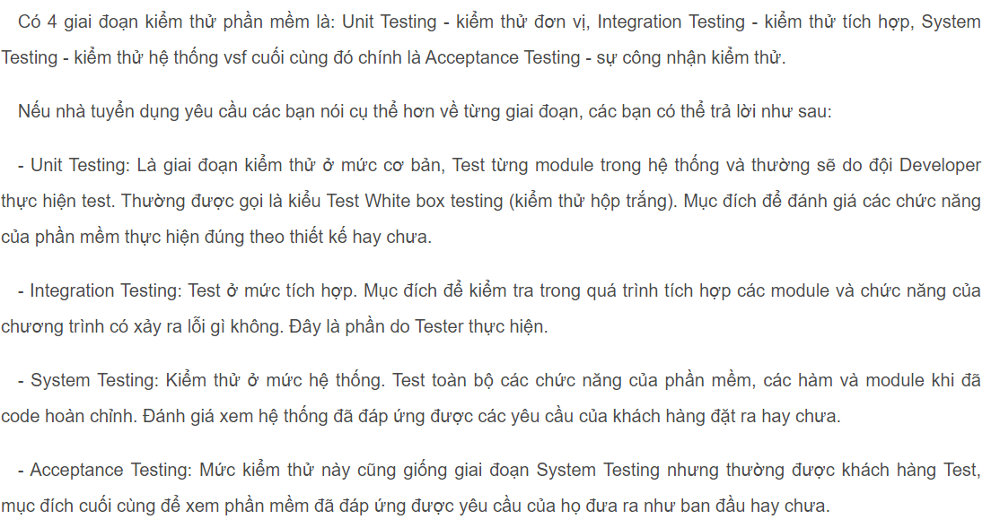 Có 4 giai đoạn kiểm thử phần mềm là: Unit Testing - kiểm thử đơn vị, Integration Testing - kiểm thử tích hợp, System
Testing - kiểm thử hệ thống vsf cuối cùng đó chính là Acceptance Testing - sự công nhận kiểm thử.
Nếu nhà tuyển dụng yêu cầu các bạn nói cụ thể hơn về từng giai đoạn, các bạn có thể trả lời như sau:
- Unit Testing: Là giai đoạn kiểm thử ở mức cơ bản, Test từng module trong hệ thống và thường sẽ do đội Developer
thực hiện test. Thường được gọi là kiểu Test White box testing (kiểm thử hộp trắng). Mục đích để đánh giá các chức năng
của phần mềm thực hiện đúng theo thiết kế hay chưa.
- Integration Testing: Test ở mức tích hợp. Mục đích để kiểm tra trong quá trình tích hợp các module và chức năng của
chương trình có xảy ra lỗi gì không. Đây là phần do Tester thực hiện.
- System Testing: Kiểm thử ở mức hệ thống. Test toàn bộ các chức năng của phần mềm, các hàm và module khi đã
code hoàn chỉnh. Đánh giá xem hệ thống đã đáp ứng được các yêu cầu của khách hàng đặt ra hay chưa.
- Acceptance Testing: Mức kiểm thử này cũng giống giai đoạn System Testing nhưng thường được khách hàng Test,
mục đích cuối cùng để xem phần mềm đã đáp ứng được yêu cầu của họ đưa ra như ban đầu hay chưa.